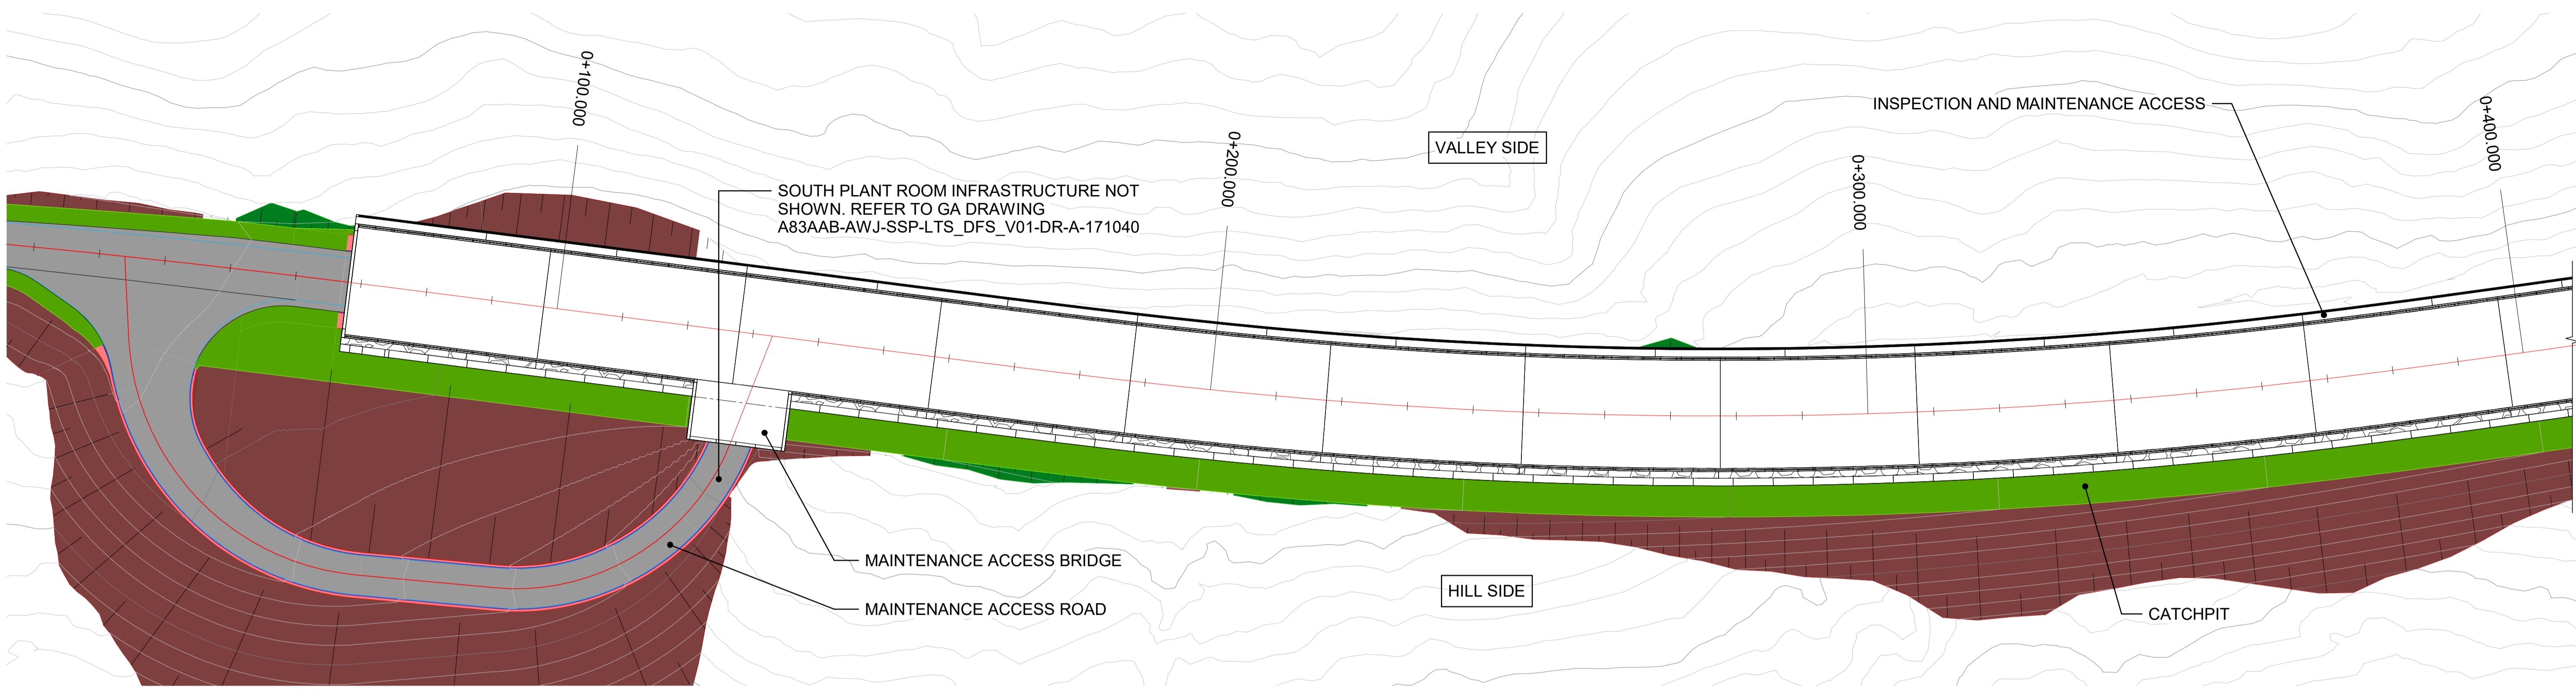 0+100.000
0+200.000
0+300.000
0+400.000
INSPECTION AND MAINTENANCE ACCESS
VALLEY SIDE
SOUTH PLANT ROOM INFRASTRUCTURE NOT
SHOWN. REFER TO GA DRAWING
A83AAB-AWJ-SSP-LTS_DFS_V01-DR-A-171040
MAINTENANCE ACCESS BRIDGE
MAINTENANCE ACCESS ROAD
HILL SIDE
CATCHPIT